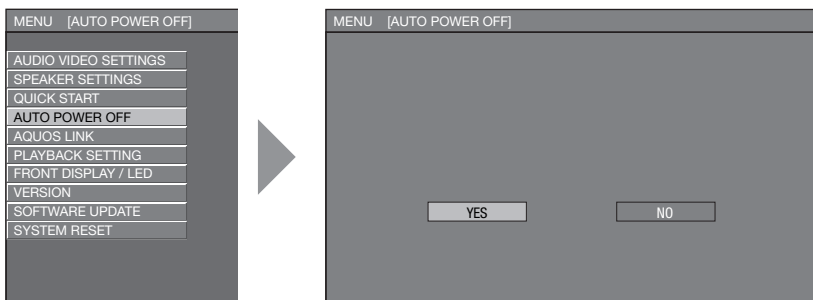 MENU [AUTO POWER OFF]
AUDIO VIDEO SETTINGS
SPEAKER SETTINGS
QUICK START
AUTO POWER OFF
AQUOS LINK
PLAYBACK SETTING
FRONT DISPLAY / LED
VERSION
SOFTWARE UPDATE
SYSTEM RESET
MENU [AUTO POWER OFF]
YES NO